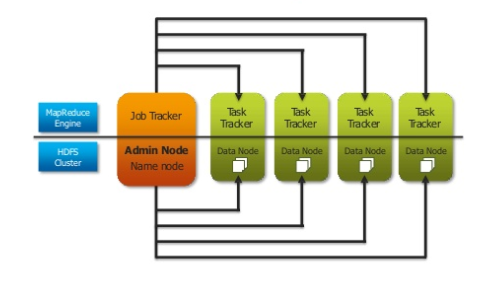 MapReduce
Engine
Job Tracker
Task
Tracker
Task
Tracker
Task
Tracker
Task
Tracker
HDFS
Cluster
Admin Node
Name node
Data Node
Data Node
Data Node
Data Node